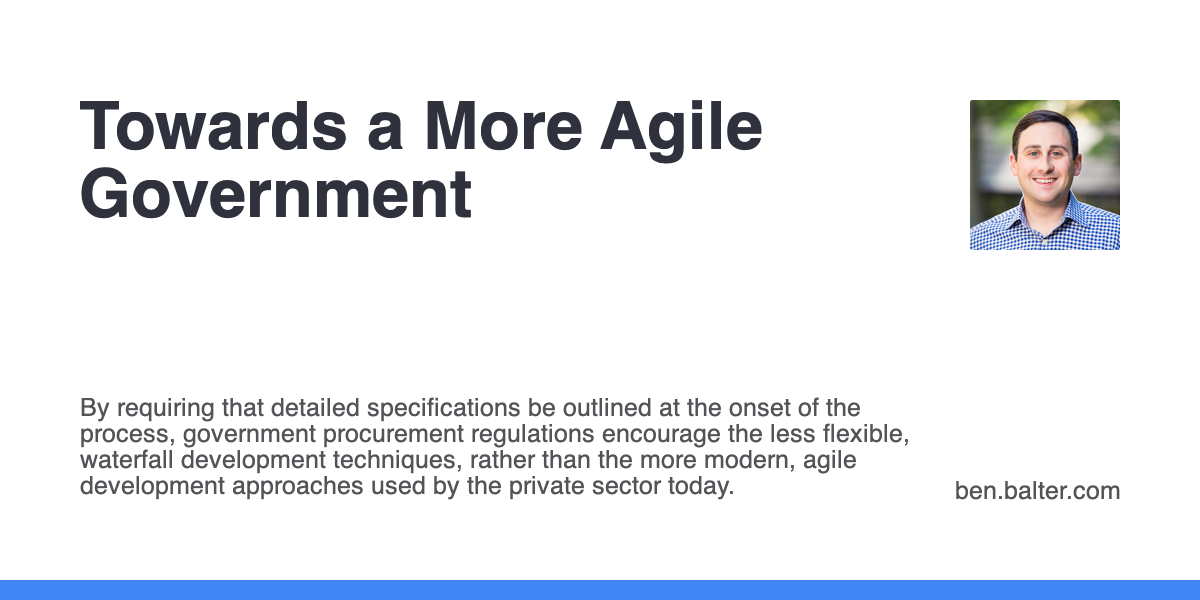 Towards a More Agile
Government
By requiring that detailed specifications be outlined at the onset of the
process, government procurement regulations encourage the less flexible,
waterfall development techniques, rather than the more modern, agile
development approaches used by the private sector today.
ben.balter.com